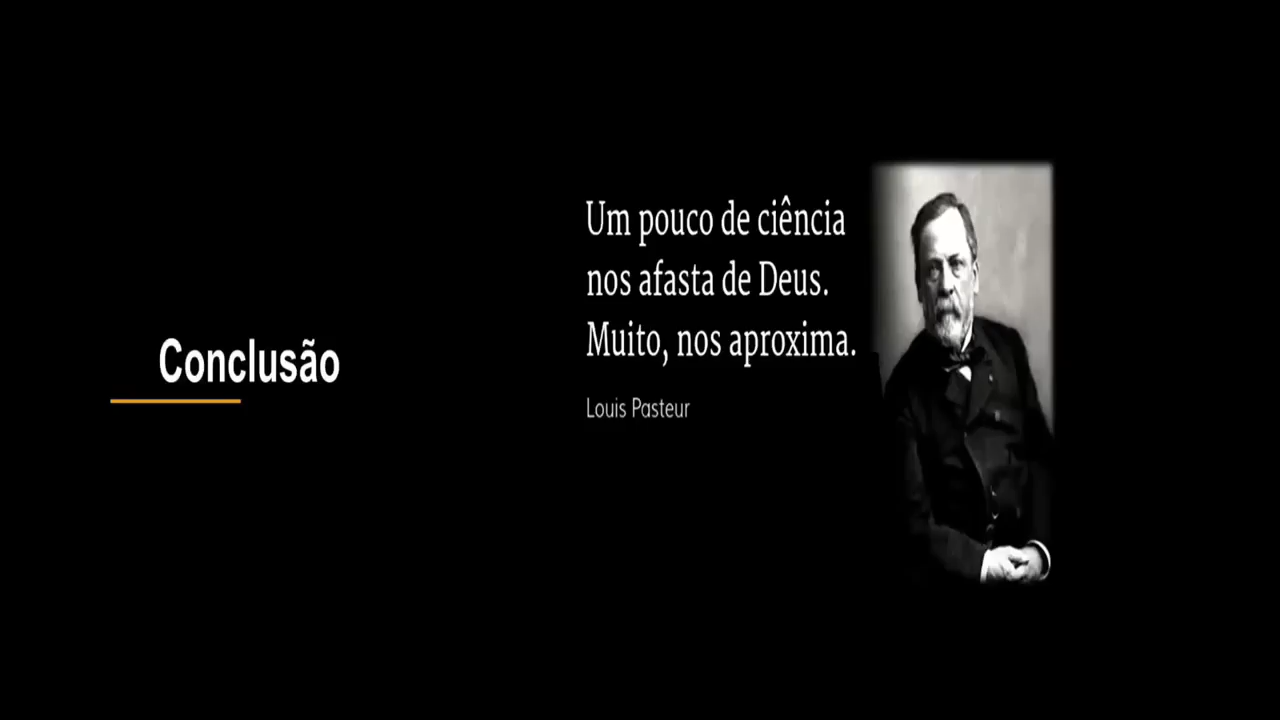 Conclusão
Um pouco de ciência
nos afasta de Deus.
Muito, nos aproxima.
Louis Pasteur